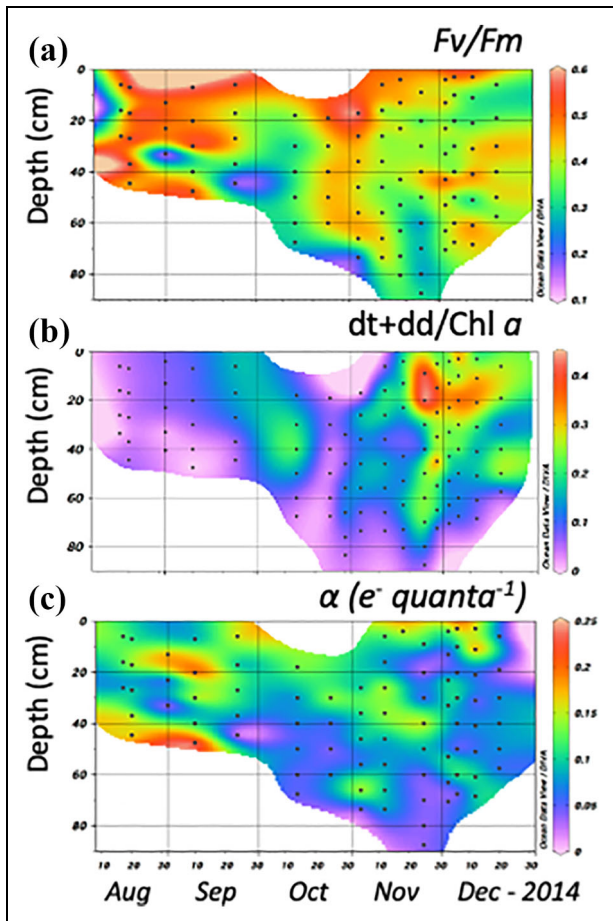 (a) Fv/Fm
Depth (cm)
0
20
40
60
80
0.6
0.5
0.4
0.3
0.2
0.1
Ocean Data View / DIVA
(b) dt+dd/Chl a
Depth (cm)
0
20
40
60
80
0.4
0.3
0.2
0.1
0
Ocean Data View / DIVA
(c) α (e⁻ quanta⁻¹)
Depth (cm)
0
20
40
60
80
0.25
0.2
0.15
0.1
0.05
0
Ocean Data View / DIVA
10 20 10 20 30 10 20 30 10 20 30 10 20 30
Aug Sep Oct Nov Dec - 2014